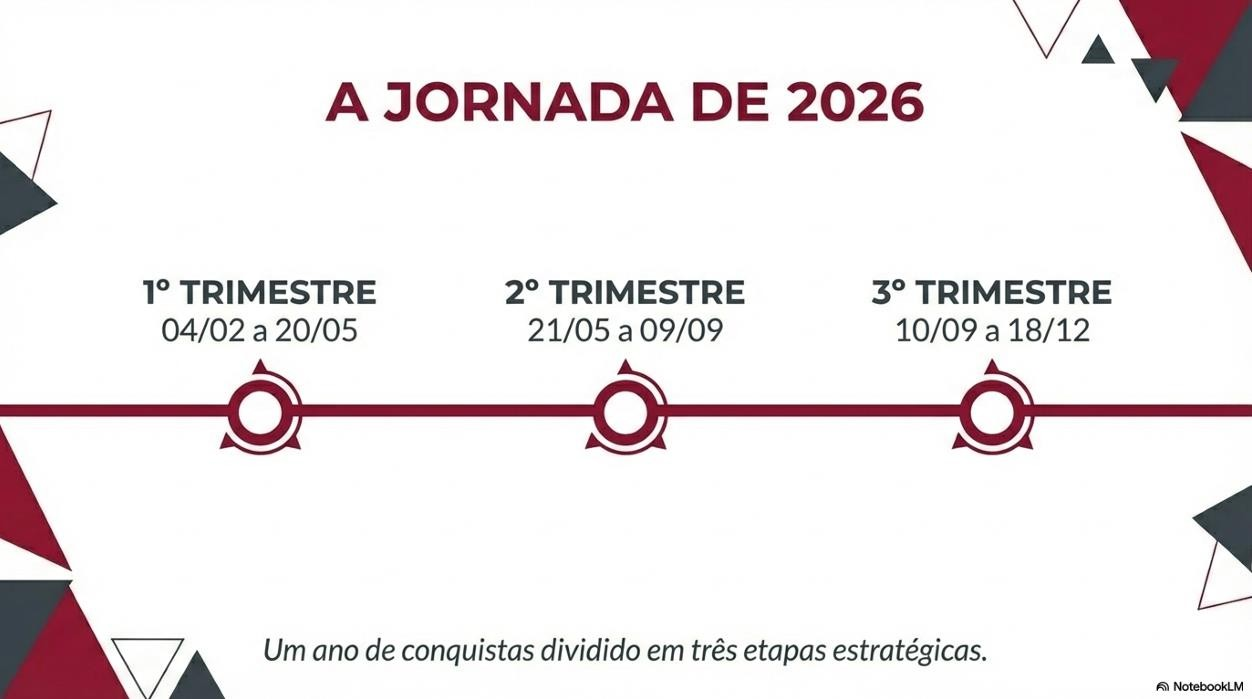 A JORNADA DE 2026
1º TRIMESTRE
04/02 a 20/05
2º TRIMESTRE
21/05 a 09/09
3º TRIMESTRE
10/09 a 18/12
Um ano de conquistas dividido em três etapas estratégicas.
NotebookLM